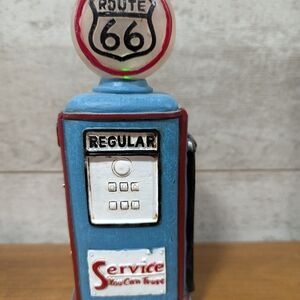 ROUTE
66
REGULAR
Service
You Can Trust